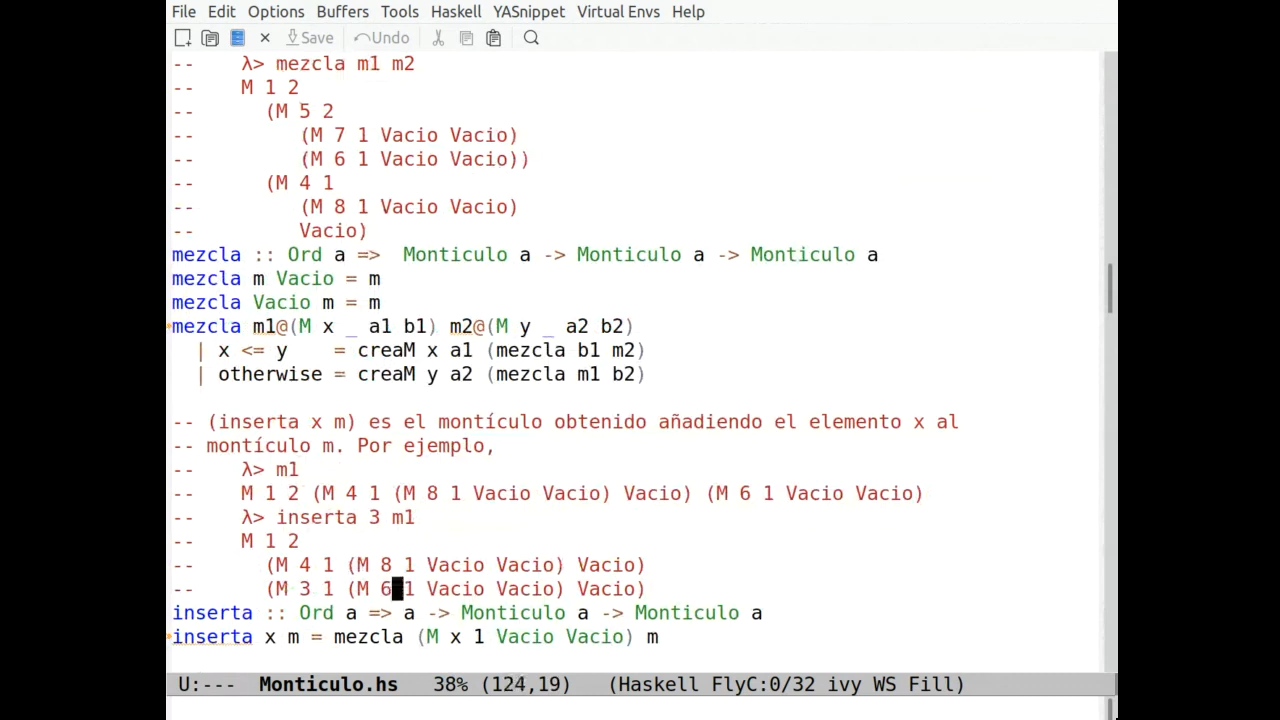 File Edit Options Buffers Tools Haskell YASnippet Virtual Envs Help
Save Undo
--    λ> mezcla m1 m2
--    M 1 2
--      (M 5 2
--         (M 7 1 Vacio Vacio)
--         (M 6 1 Vacio Vacio))
--      (M 4 1
--         (M 8 1 Vacio Vacio)
--         Vacio)
mezcla :: Ord a =>  Monticulo a -> Monticulo a -> Monticulo a
mezcla m Vacio = m
mezcla Vacio m = m
mezcla m1@(M x _ a1 b1) m2@(M y _ a2 b2)
  | x <= y    = creaM x a1 (mezcla b1 m2)
  | otherwise = creaM y a2 (mezcla m1 b2)
-- (inserta x m) es el montículo obtenido añadiendo el elemento x al
-- montículo m. Por ejemplo,
--    λ> m1
--    M 1 2 (M 4 1 (M 8 1 Vacio Vacio) Vacio) (M 6 1 Vacio Vacio)
--    λ> inserta 3 m1
--    M 1 2
--      (M 4 1 (M 8 1 Vacio Vacio) Vacio)
--      (M 3 1 (M 6 1 Vacio Vacio) Vacio)
inserta :: Ord a => a -> Monticulo a -> Monticulo a
inserta x m = mezcla (M x 1 Vacio Vacio) m
U:---  Monticulo.hs   38% (124,19)   (Haskell FlyC:0/32 ivy WS Fill)